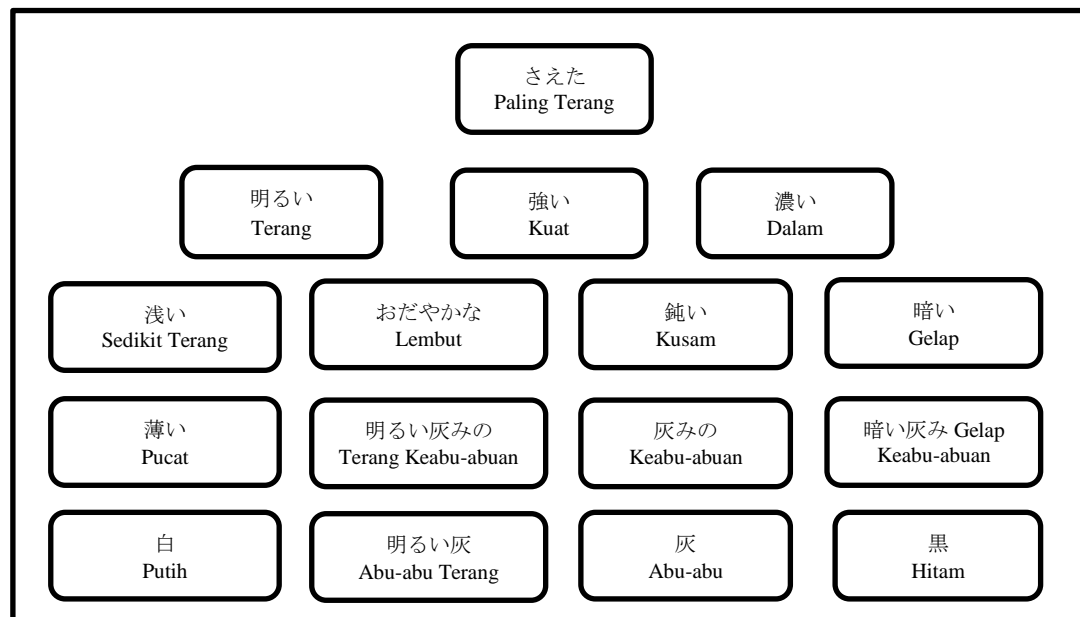 さえた
Paling Terang
明るい
Terang
強い
Kuat
濃い
Dalam
浅い
Sedikit Terang
おだやかな
Lembut
鈍い
Kusam
暗い
Gelap
薄い
Pucat
明るい灰みの
Terang Keabu-abuan
灰みの
Keabu-abuan
暗い灰み Gelap
Keabu-abuan
白
Putih
明るい灰
Abu-abu Terang
灰
Abu-abu
黒
Hitam